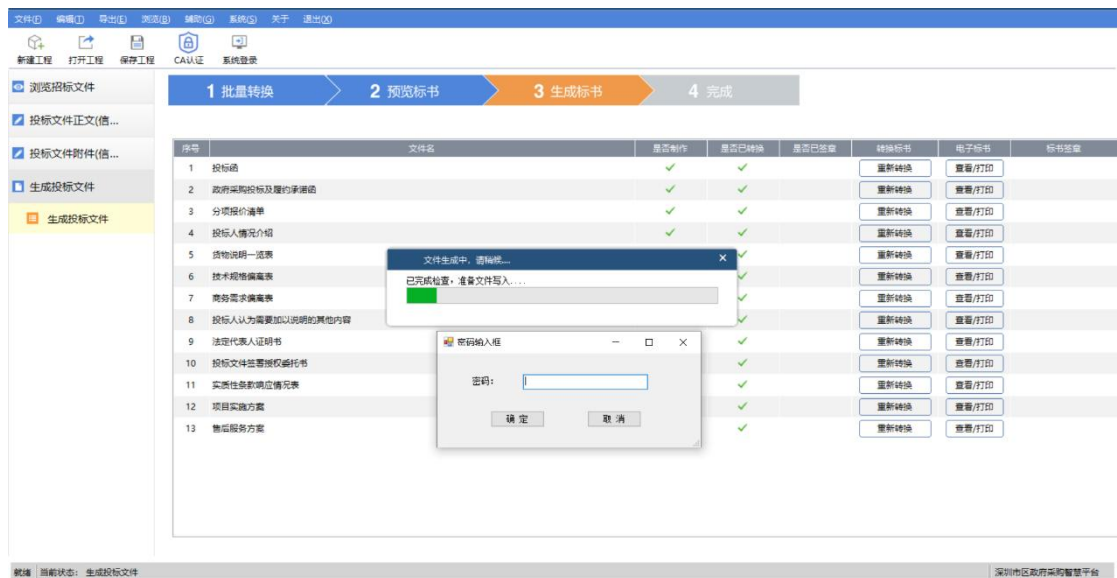 文件(F) 编辑(I) 导出(E) 浏览(B) 辅助(G) 系统(S) 关于 退出(X)
新建工程 打开工程 保存工程 CA认证 系统登录
浏览招标文件
投标文件正文(信...
投标文件附件(信...
生成投标文件
生成投标文件
1 批量转换 2 预览标书 3 生成标书 4 完成
序号 文件名 是否制作 是否已转换 是否已签章 转换标书 电子标书 标书签章
1 投标函 重新转换 查看/打印
2 政府采购投标及履约承诺函 重新转换 查看/打印
3 分项报价清单 重新转换 查看/打印
4 投标人情况介绍 重新转换 查看/打印
5 货物说明一览表 重新转换 查看/打印
6 技术规格偏离表 重新转换 查看/打印
7 商务需求偏离表 重新转换 查看/打印
8 投标人认为需要加以说明的其他内容 重新转换 查看/打印
9 法定代表人证明书 重新转换 查看/打印
10 投标文件签署授权委托书 重新转换 查看/打印
11 实质性条款响应情况表 重新转换 查看/打印
12 项目实施方案 重新转换 查看/打印
13 售后服务方案 重新转换 查看/打印
文件生成中，请稍候....
已完成检查，准备文件写入....
密码输入框
密码：
确定 取消
就绪 当前状态： 生成投标文件 深圳市区政府采购智慧平台